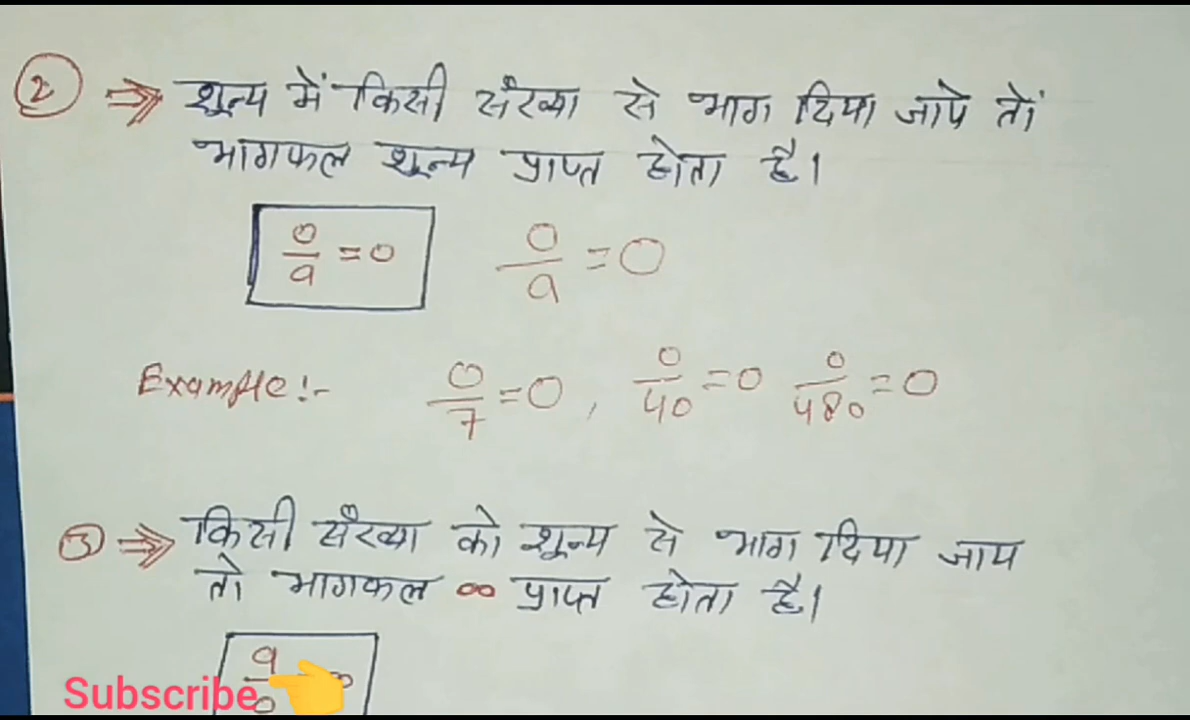 2 ⇒ शून्य में किसी संख्या से भाग दिया जाये तो
भागफल शून्य प्राप्त होता है।
0/a = 0 0/a = 0
Example:- 0/7 = 0, 0/40 = 0 0/480 = 0
3 ⇒ किसी संख्या को शून्य से भाग दिया जाय
तो भागफल ∞ प्राप्त होता है।
a/0
Subscribe